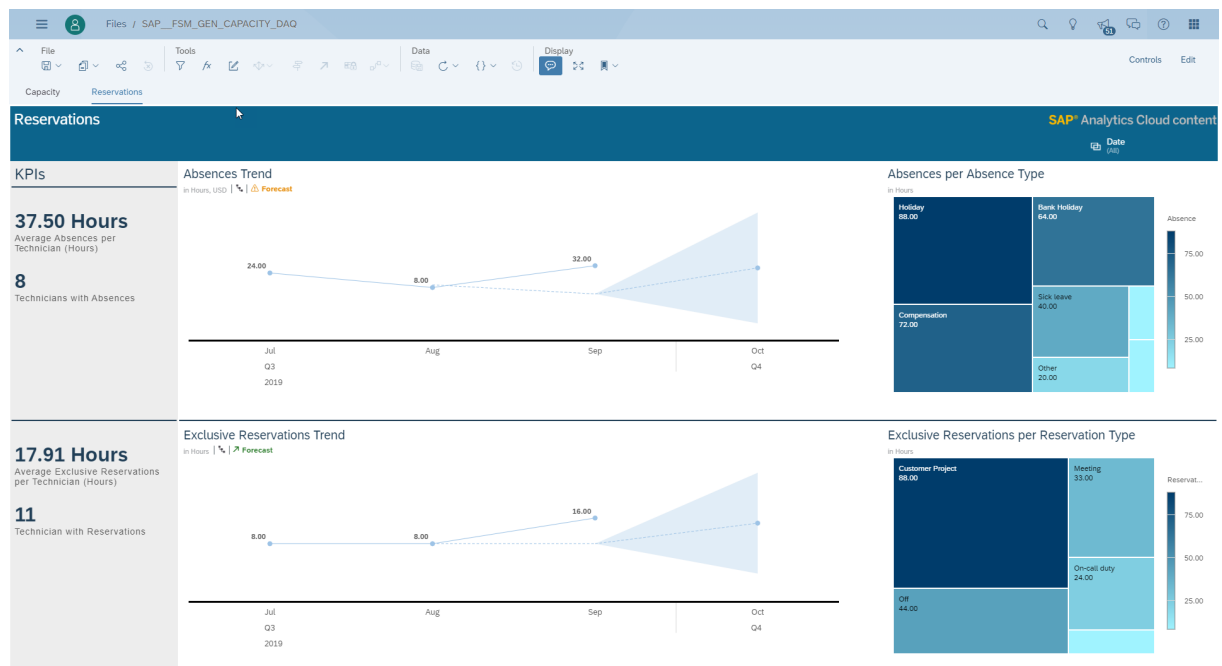 Files / SAP__FSM_GEN_CAPACITY_DAQ
51
File
Tools
Data
Display
Controls
Edit
Capacity
Reservations
Reservations
SAP® Analytics Cloud content
Date
(All)
KPIs
37.50 Hours
Average Absences per
Technician (Hours)
8
Technicians with Absences
Absences Trend
in Hours, USD
Forecast
24.00
8.00
32.00
Jul
Aug
Sep
Oct
Q3
Q4
2019
Absences per Absence Type
in Hours
Holiday
88.00
Bank Holiday
64.00
Compensation
72.00
Sick leave
40.00
Other
20.00
Absence
75.00
50.00
25.00
17.91 Hours
Average Exclusive Reservations
per Technician (Hours)
11
Technician with Reservations
Exclusive Reservations Trend
in Hours
Forecast
8.00
8.00
16.00
Jul
Aug
Sep
Oct
Q3
Q4
2019
Exclusive Reservations per Reservation Type
in Hours
Customer Project
88.00
Meeting
33.00
On-call duty
24.00
Off
44.00
Reservat...
75.00
50.00
25.00